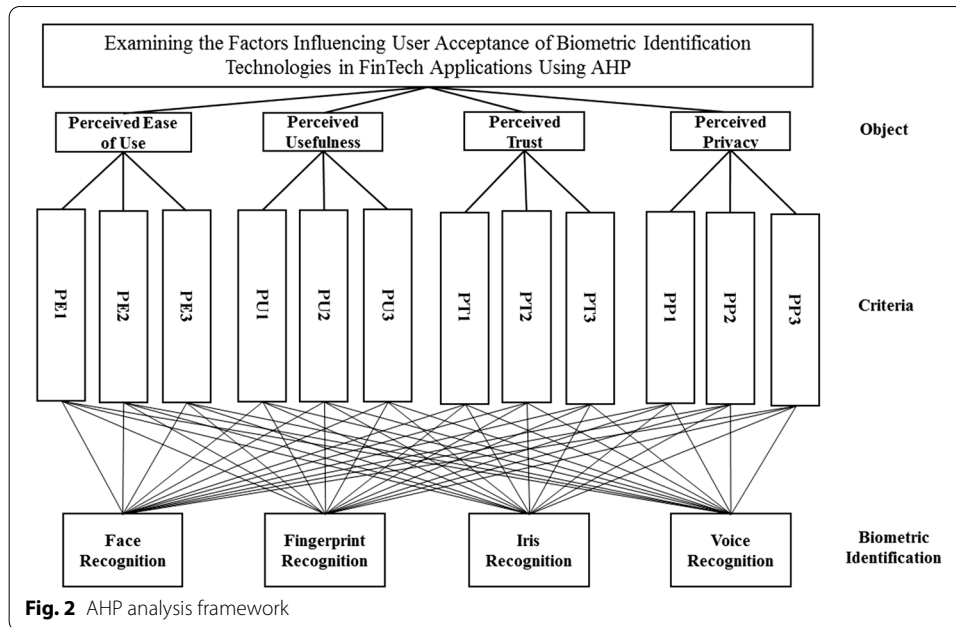 Examining the Factors Influencing User Acceptance of Biometric Identification
Technologies in FinTech Applications Using AHP
Perceived Ease
of Use
Perceived
Usefulness
Perceived
Trust
Perceived
Privacy
Object
PE1
PE2
PE3
PU1
PU2
PU3
PT1
PT2
PT3
PP1
PP2
PP3
Criteria
Face
Recognition
Fingerprint
Recognition
Iris
Recognition
Voice
Recognition
Biometric
Identification
Fig. 2 AHP analysis framework